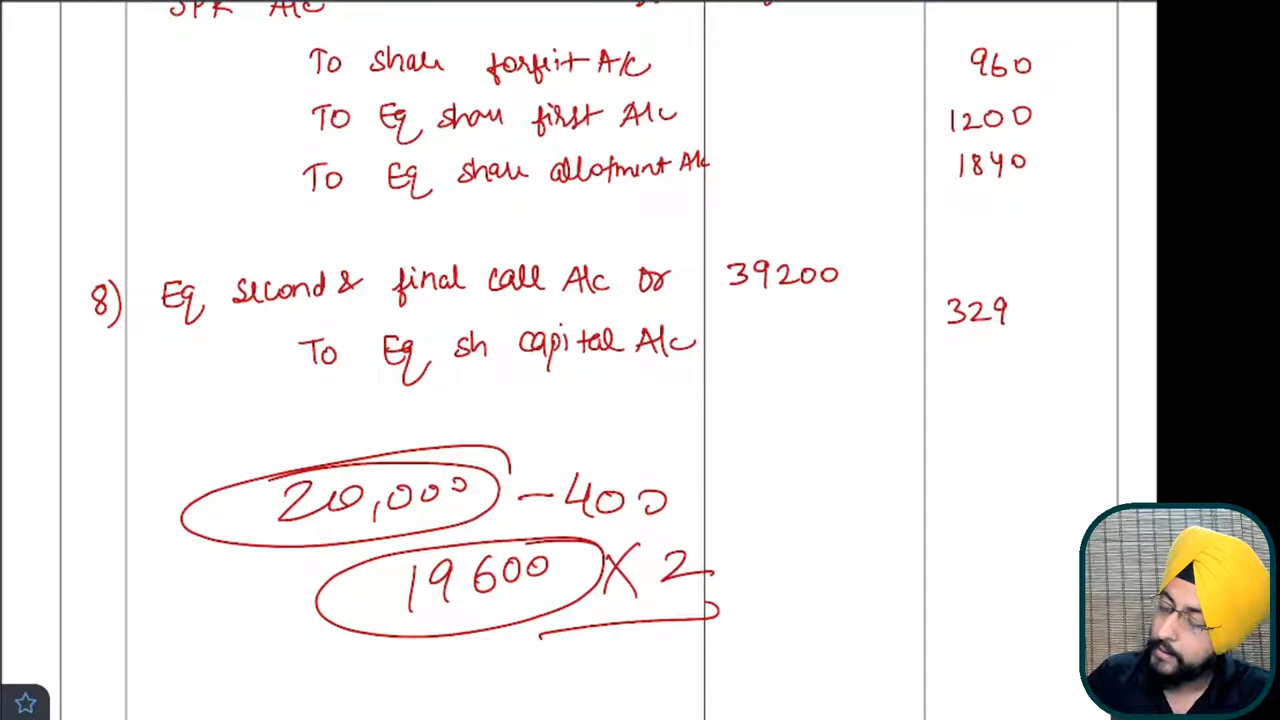 SPR A/c
To share forfeit A/c 960
To Eq share first A/c 1200
To Eq share allotment A/c 1840
8) Eq second & final call A/c Dr 39200
To Eq sh capital A/c 329
20,000 - 400
19600 X 2